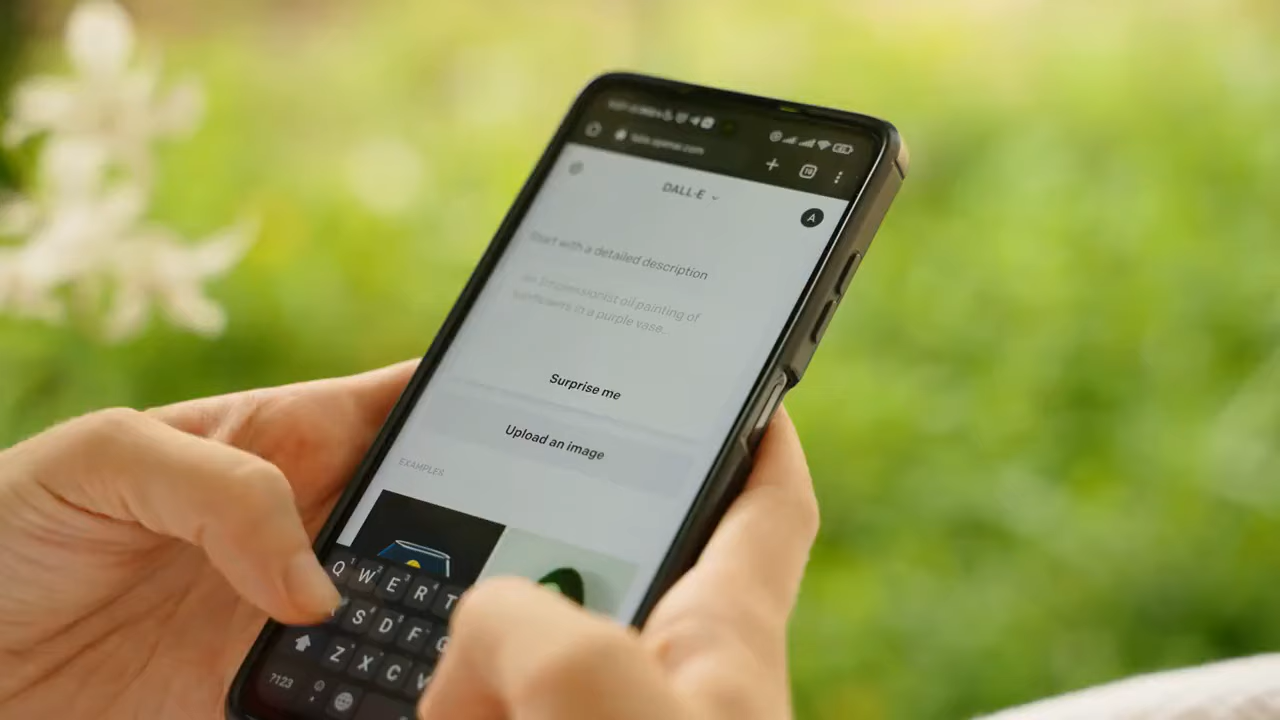 DALL·E
A
Start with a detailed description
an Impressionist oil painting of
sunflowers in a purple vase...
Surprise me
Upload an image
EXAMPLES
Q W E R T
S D F
Z X C V
?123